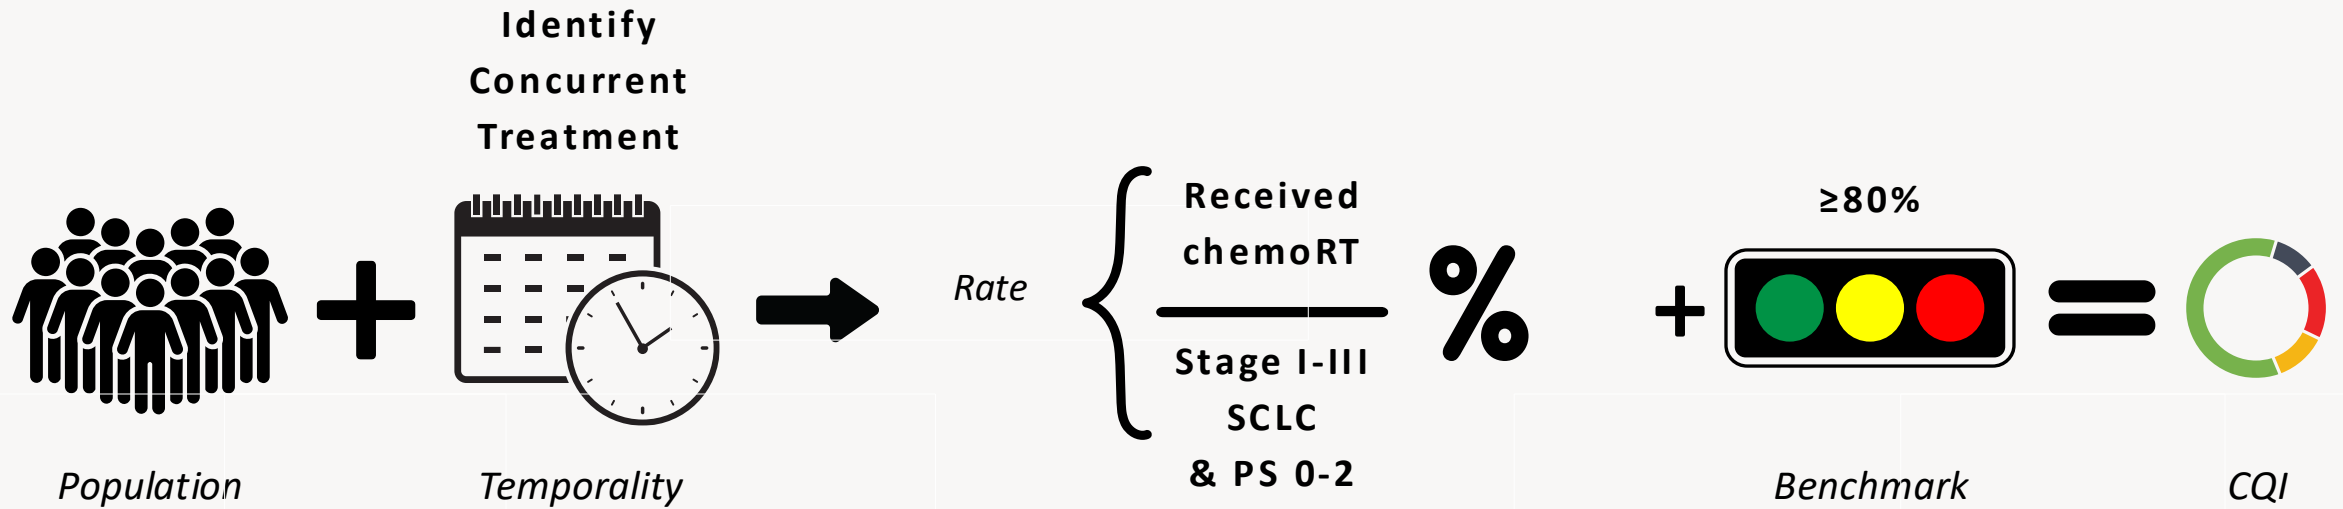 Identify
Concurrent
Treatment
Population
Temporality
Rate
Received
chemoRT
Stage I-III
SCLC
& PS 0-2
%
≥80%
Benchmark
CQI